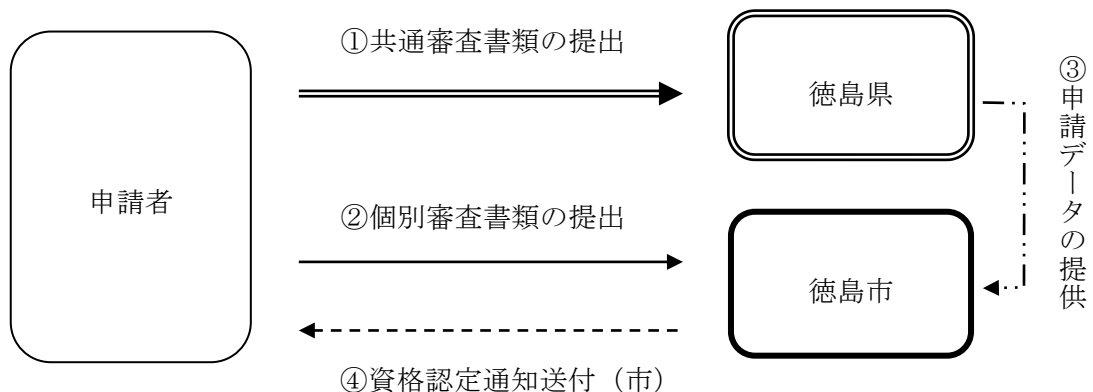 ①共通審査書類の提出
徳島県
③申請データの提供
申請者
②個別審査書類の提出
徳島市
④資格認定通知送付（市）